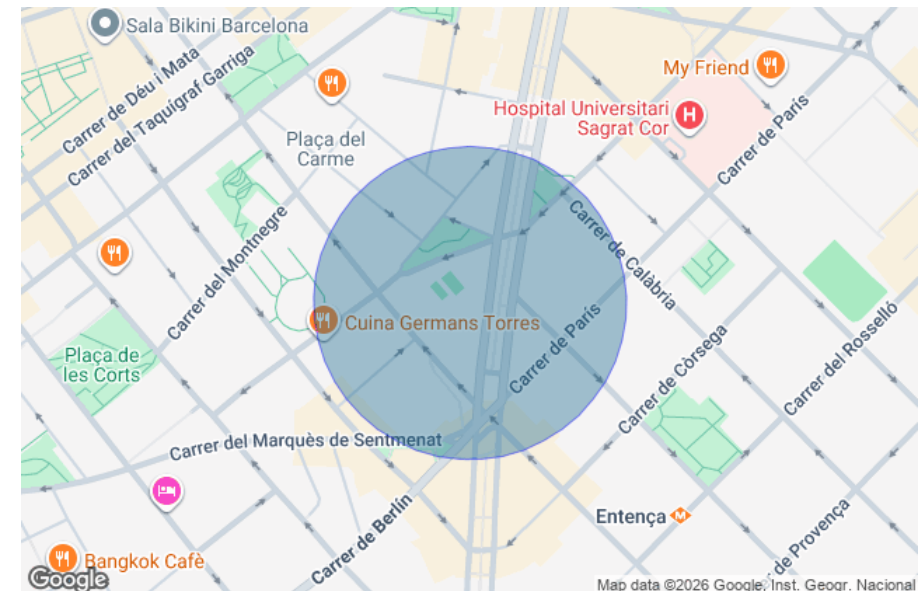 Sala Bikini Barcelona
Carrer de Déu i Mata
Carrer del Taquígraf Garriga
My Friend
Hospital Universitari
Sagrat Cor
H
Carrer de París
Plaça del
Carme
Carrer del Montnegre
Carrer de Calàbria
Cuina Germans Torres
Carrer de París
Plaça de
les Corts
Carrer de Còrsega
Carrer del Rosselló
Carrer del Marquès de Sentmenat
Carrer de Berlín
Entença
M
er de Provença
Bangkok Cafè
Google
Map data ©2026 Google, Inst. Geogr. Nacional